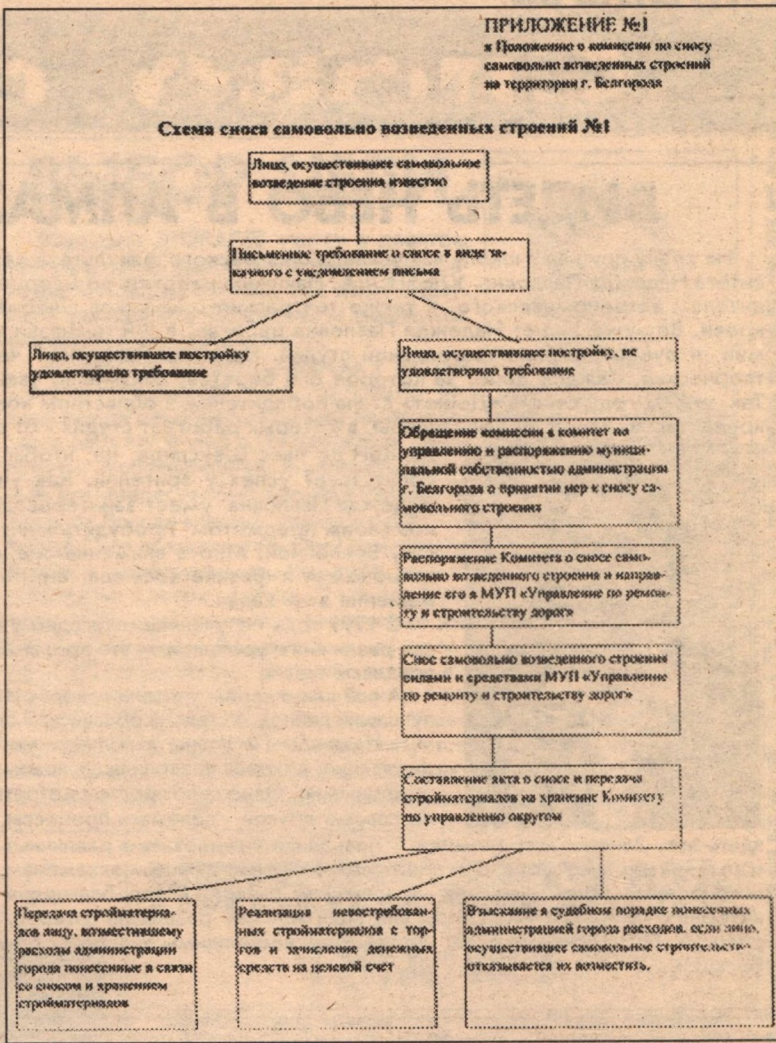 ПРИЛОЖЕНИЕ №1
к Положению о комиссии по сносу
самовольно возведенных строений
на территории г. Белгорода
Схема сноса самовольно возведенных строений №1
Лицо, осуществившее самовольное
возведение строения известно
Письменное требование о сносе в виде за-
казного с уведомлением письма
Лицо, осуществившее постройку
удовлетворило требование
Лицо, осуществившее постройку, не
удовлетворило требование
Обращение комиссии в комитет по
управлению и распоряжению муници-
пальной собственностью администрации
г. Белгорода о принятии мер к сносу са-
мовольного строения
Распоряжение Комитета о сносе само-
вольно возведенного строения и направ-
ление его в МУП «Управление по ремон-
ту и строительству дорог»
Снос самовольно возведенного строения
силами и средствами МУП «Управление
по ремонту и строительству дорог»
Составление акта о сносе и передача
стройматериалов на хранение Комитету
по управлению округом
Передача стройматериа-
лов лицу, возместившему
расходы администрации
города понесенные в связи
со сносом и хранением
стройматериалов
Реализация невостребован-
ных стройматериалов с тор-
гов и зачисление денежных
средств на целевой счет
Взыскание в судебном порядке понесенных
администрацией города расходов, если лицо,
осуществившее самовольное строительство
отказывается их возместить.